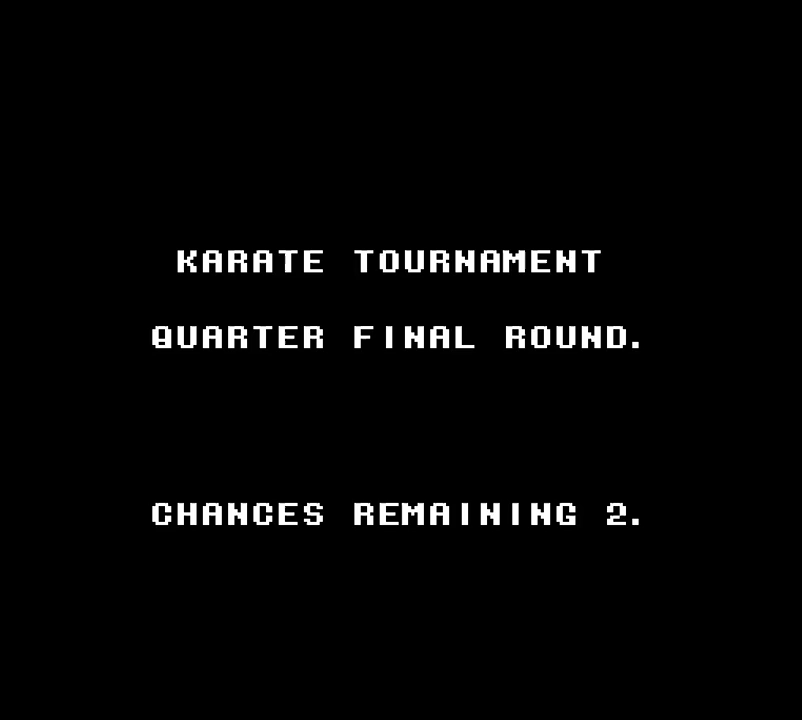 KARATE TOURNAMENT
QUARTER FINAL ROUND.
CHANCES REMAINING 2.